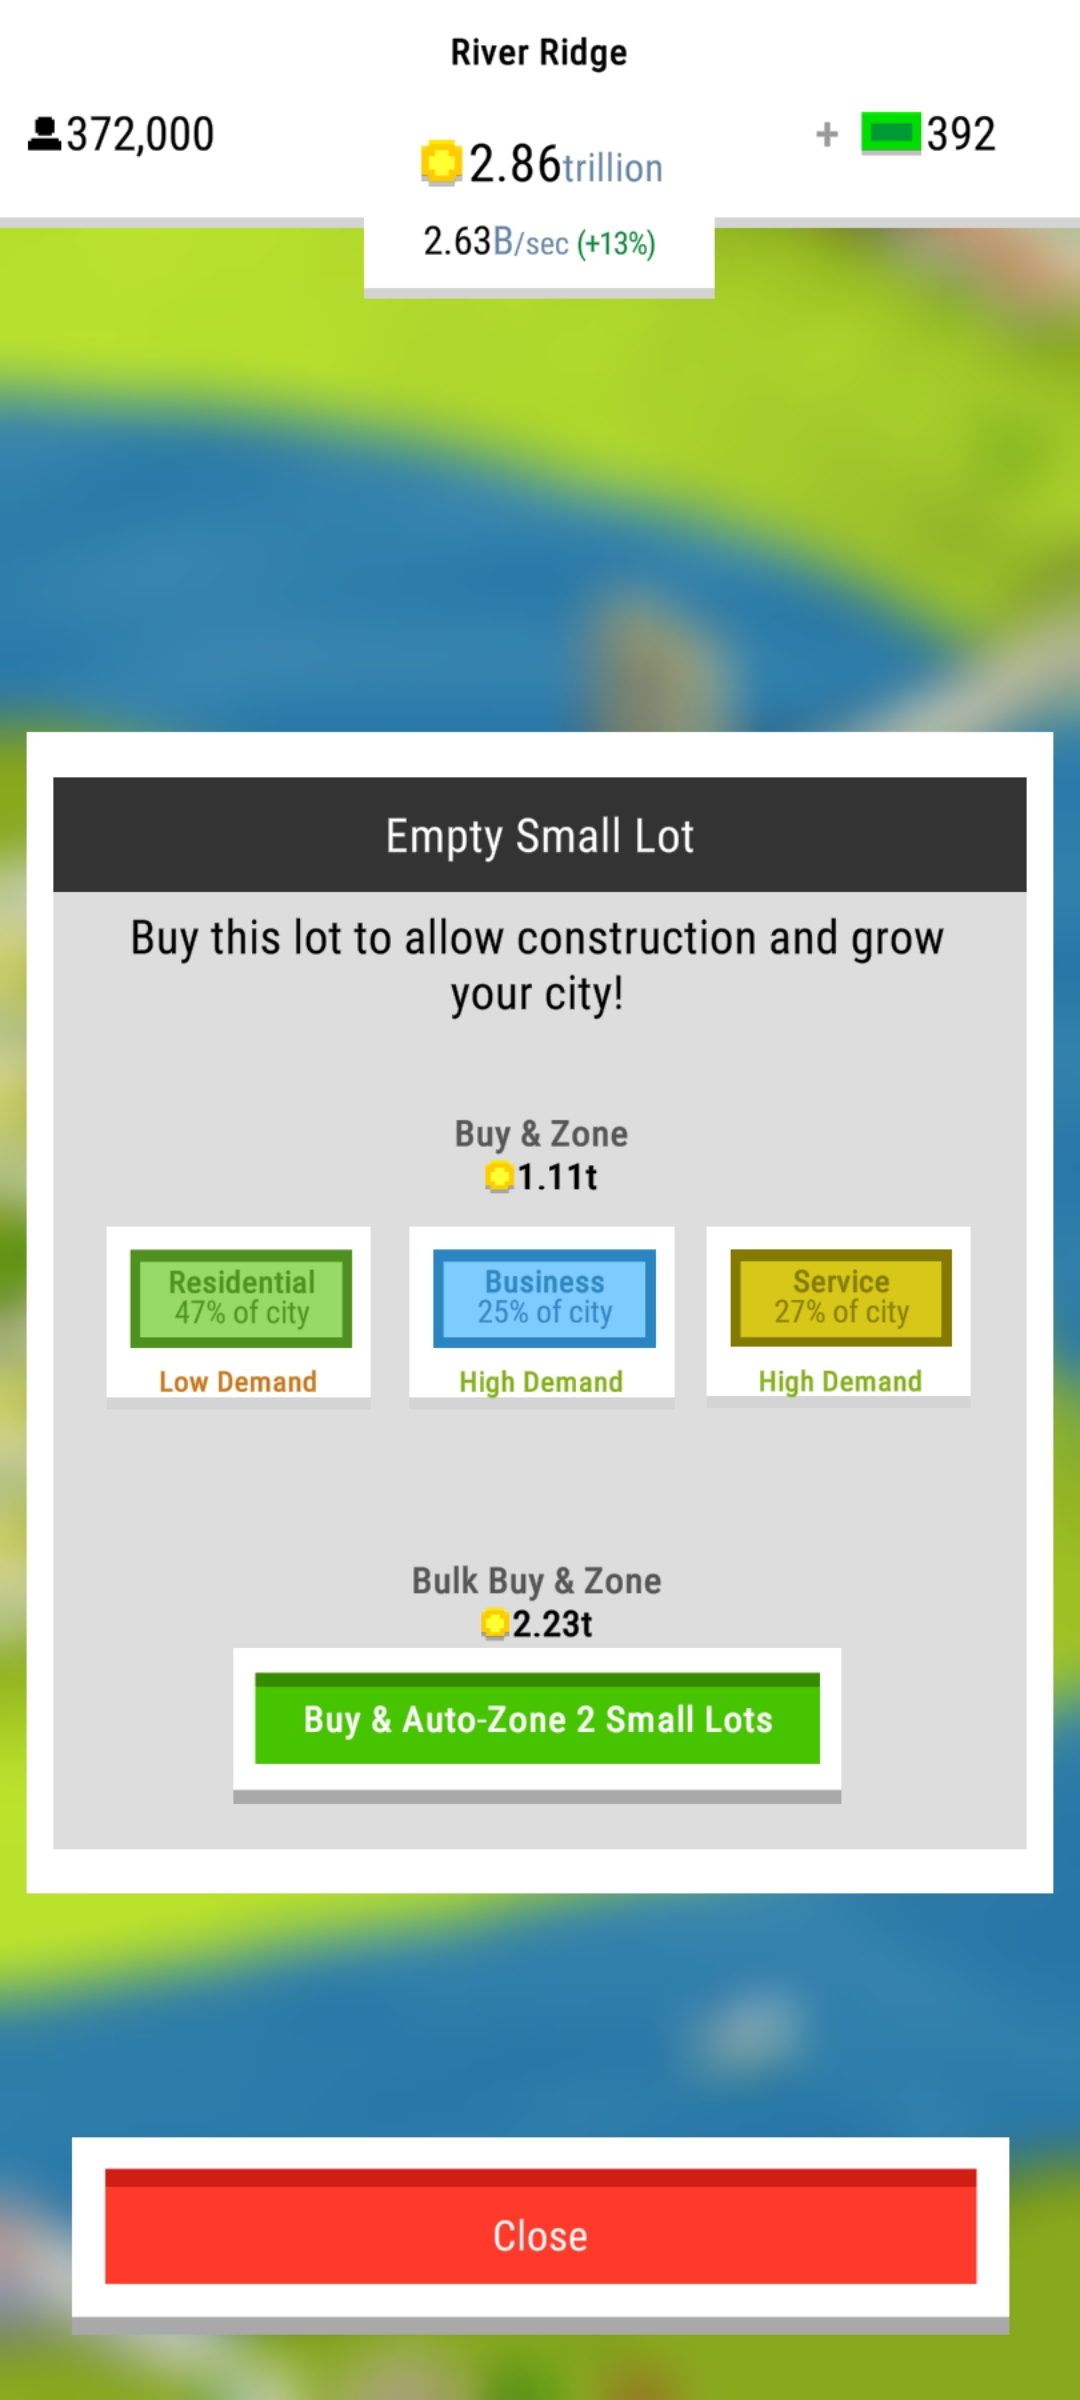 River Ridge
372,000
2.86trillion
+ 392
2.63B/sec (+13%)
Empty Small Lot
Buy this lot to allow construction and grow
your city!
Buy & Zone
1.11t
Residential
47% of city
Low Demand
Business
25% of city
High Demand
Service
27% of city
High Demand
Bulk Buy & Zone
2.23t
Buy & Auto-Zone 2 Small Lots
Close